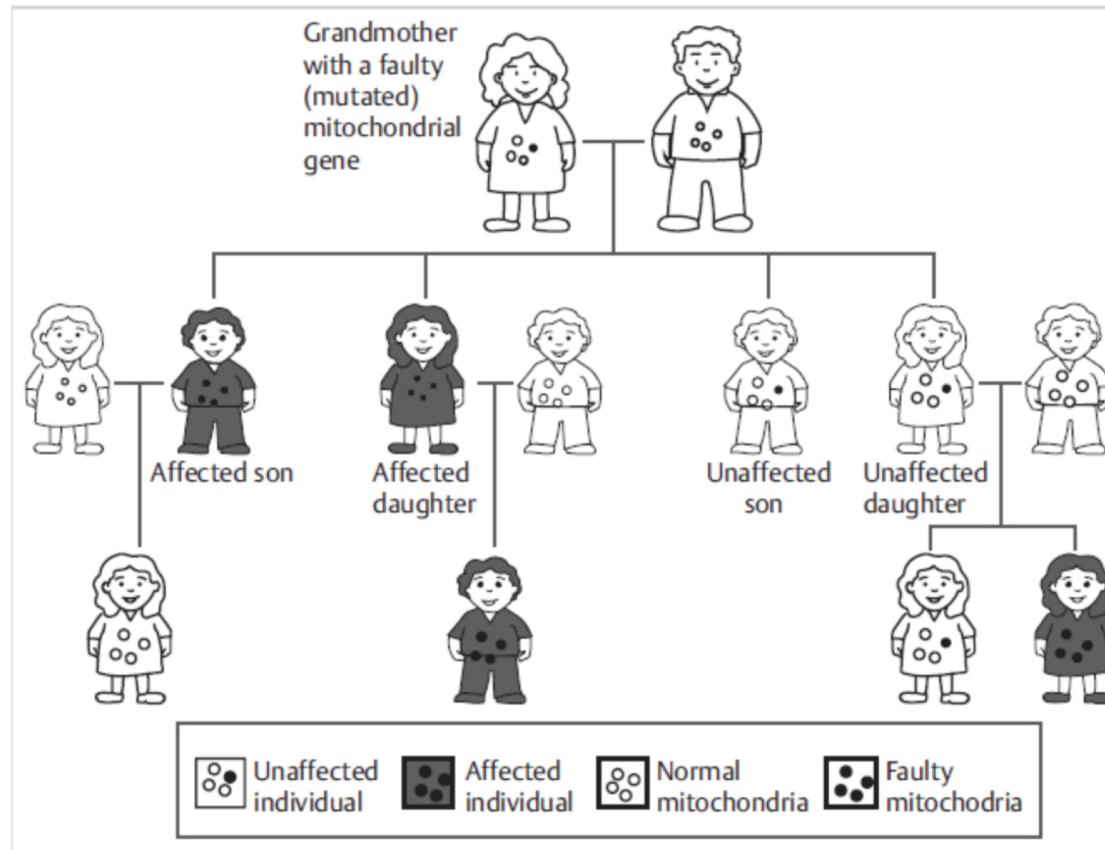 Grandmother
with a faulty
(mutated)
mitochondrial
gene
Affected son
Affected
daughter
Unaffected
son
Unaffected
daughter
Unaffected
individual
Affected
individual
Normal
mitochondria
Faulty
mitochodria